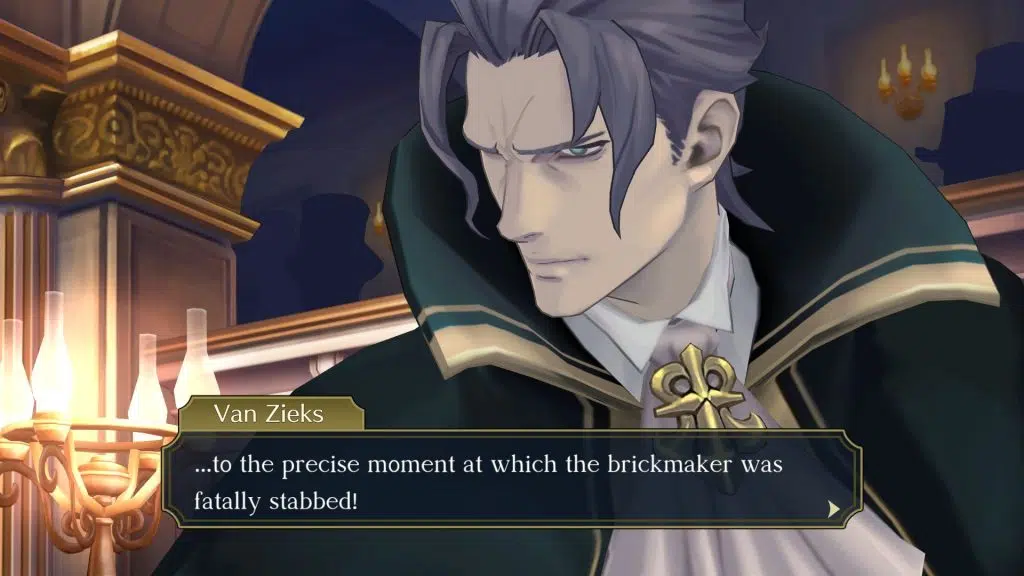 Van Zieks
...to the precise moment at which the brickmaker was
fatally stabbed!